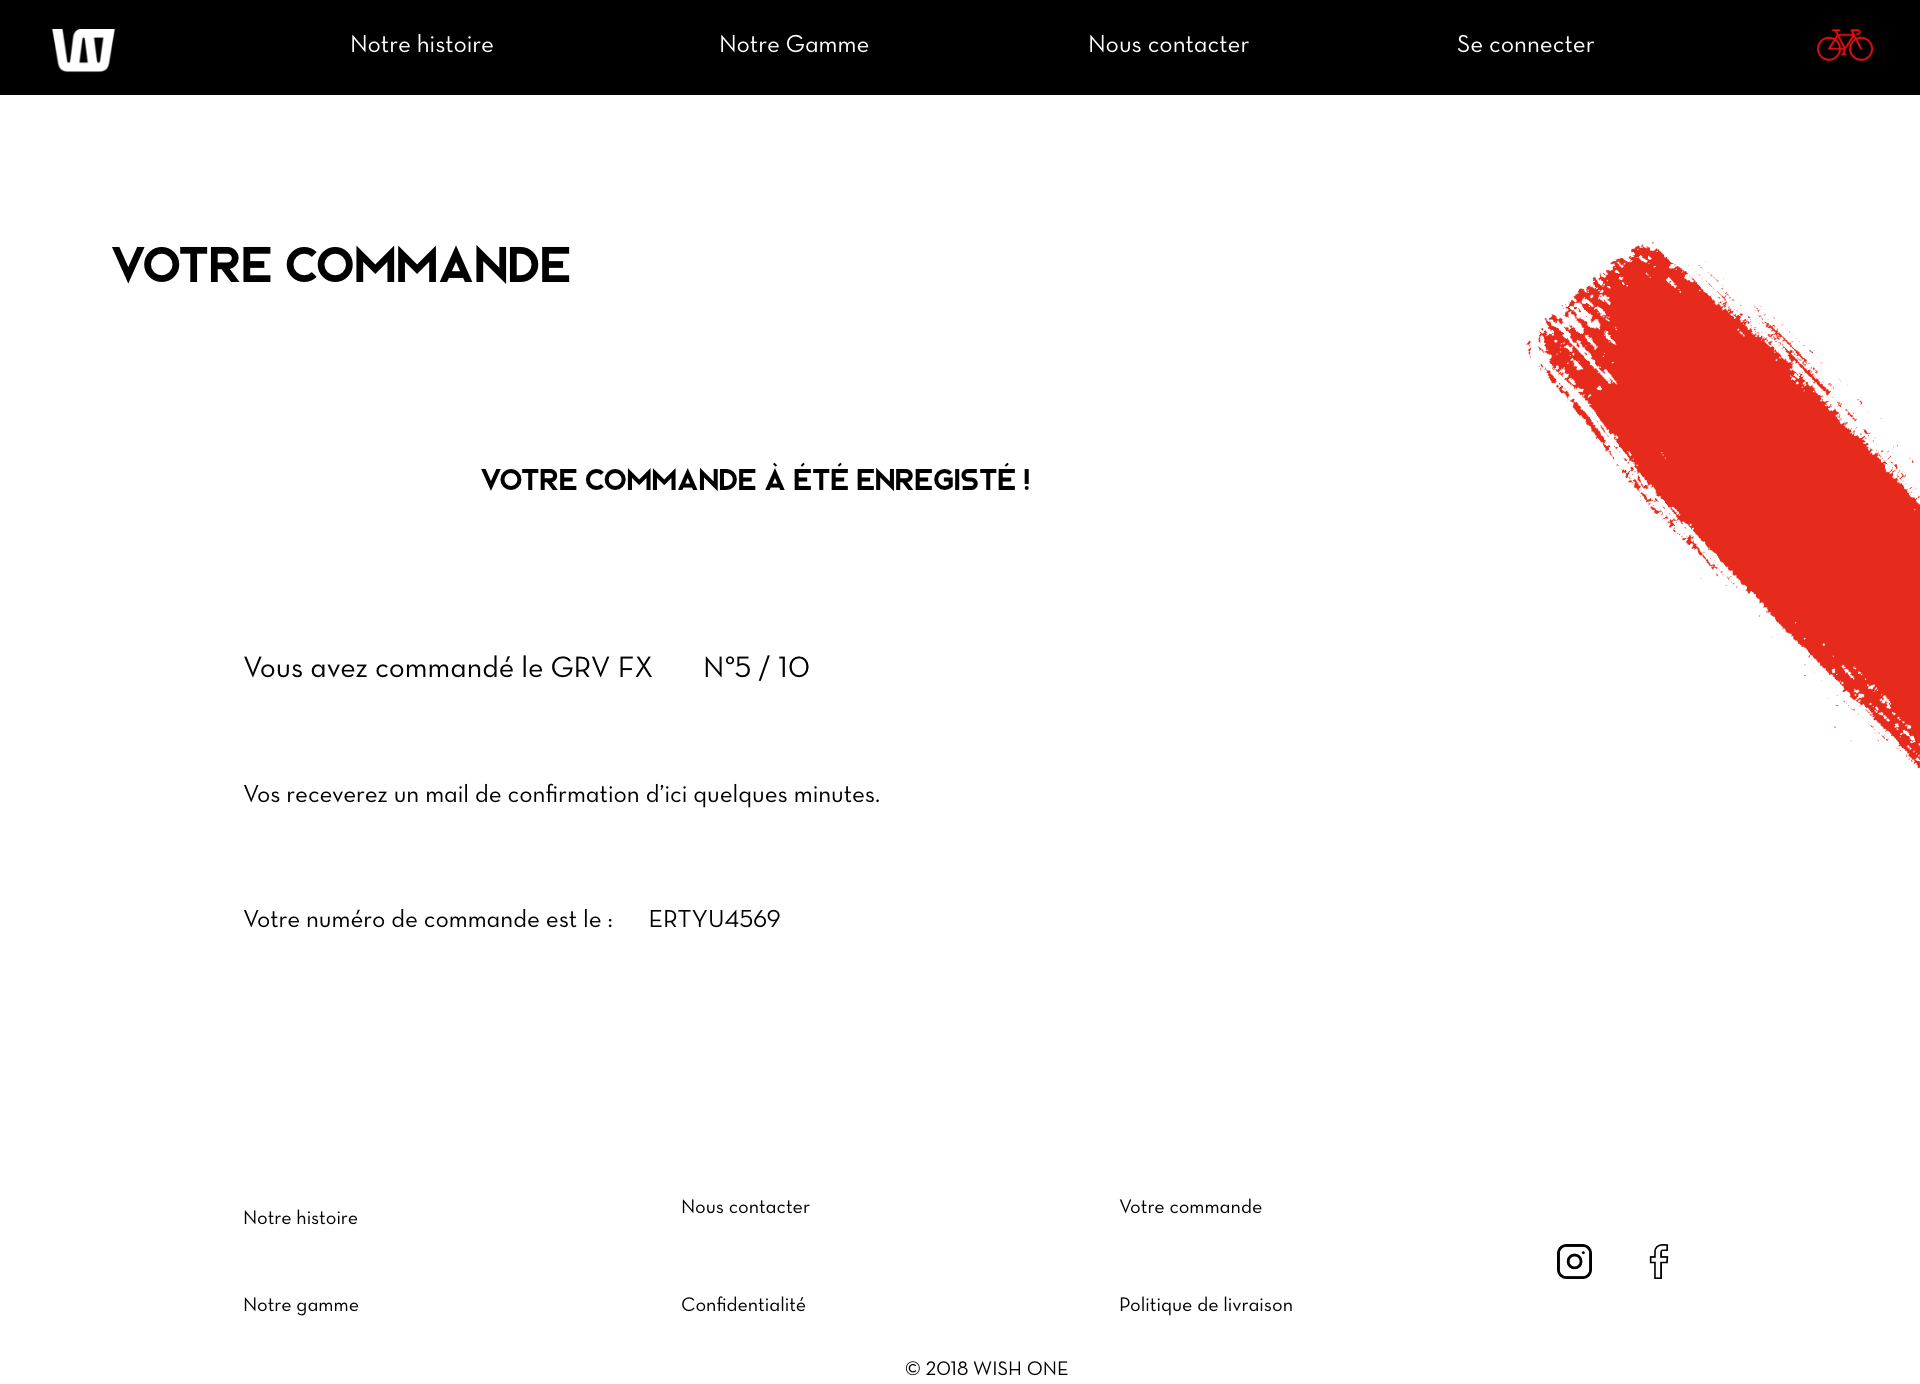 Notre histoire
Notre Gamme
Nous contacter
Se connecter
VOTRE COMMANDE
VOTRE COMMANDE À ÉTÉ ENREGISTÉ !
Vous avez commandé le GRV FX N°5 / 10
Vos receverez un mail de confirmation d’ici quelques minutes.
Votre numéro de commande est le : ERTYU4569
Notre histoire
Nous contacter
Votre commande
Notre gamme
Confidentialité
Politique de livraison
© 2018 WISH ONE